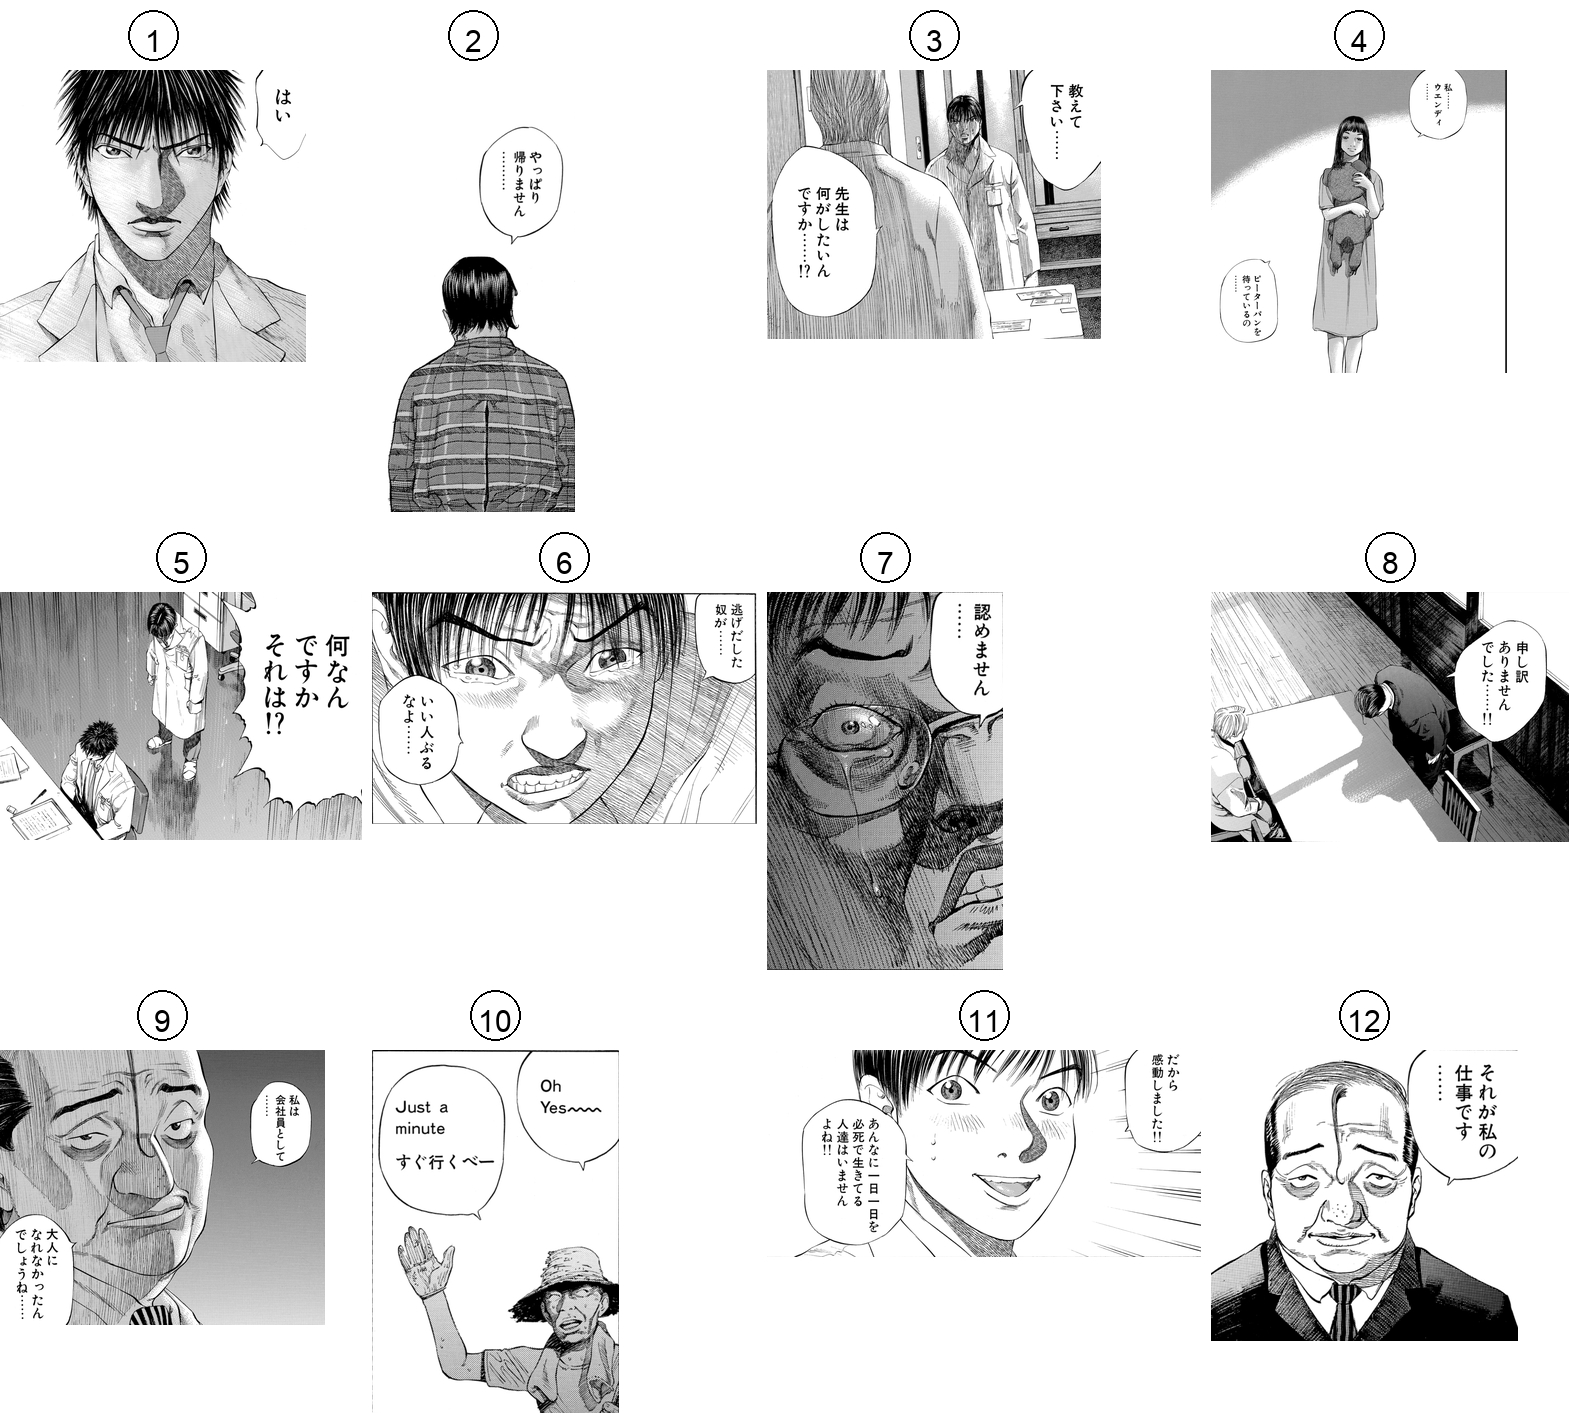 1
はい
2
やっぱり
帰りません
………
3
教えて
下さい……
先生は
何がしたいん
ですか……!?
4
私……
ウエンディ
……
ピーターパンを
待っているの
……
5
何なん
ですか
それは!?
6
逃げだした
奴が……
いい人ぶる
なよ……
7
認めません
……
8
申し訳
ありません
でした……!!
9
私は
会社員として
……
大人に
なれなかったん
でしょうね……
10
Oh
Yes〜〜
Just a
minute
すぐ行くべー
11
だから
感動しました!!
あんなに一日一日を
必死で生きてる
人達はいません
よね!!
12
それが私の
仕事です
……